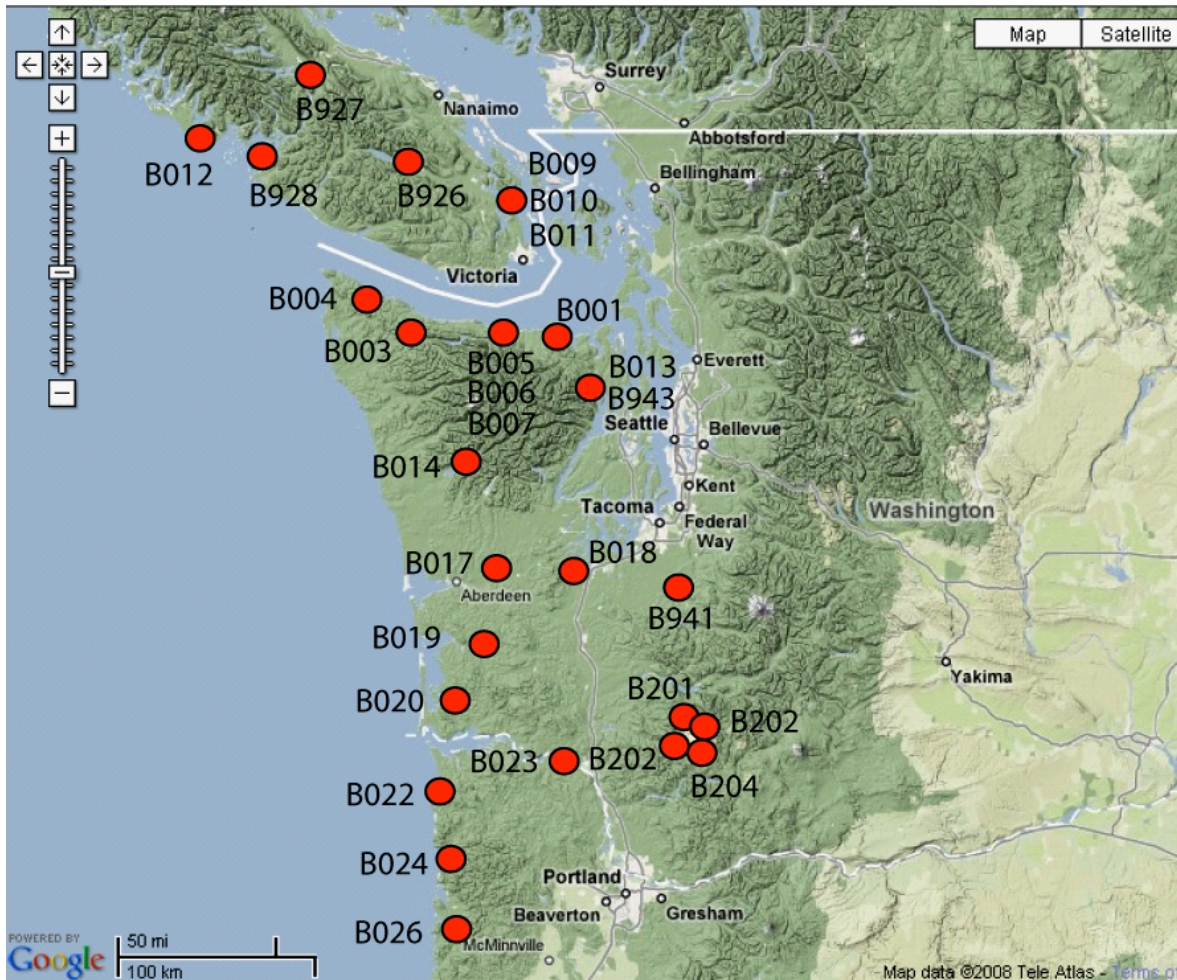 Map
Satellite
Surrey
B927
Nanaimo
Abbotsford
B012
B928
B926
B009
B010
B011
Bellingham
Victoria
B004
B003
B005
B006
B007
B001
B013
B943
Everett
Seattle
Bellevue
B014
Kent
Tacoma
Federal
Way
Washington
B017
B018
Aberdeen
B941
B019
Yakima
B201
B020
B202
B023
B202
B204
B022
B024
Portland
Beaverton
Gresham
B026
McMinnville
POWERED BY
Google
50 mi
100 km
Map data ©2008 Tele Atlas - Terms of